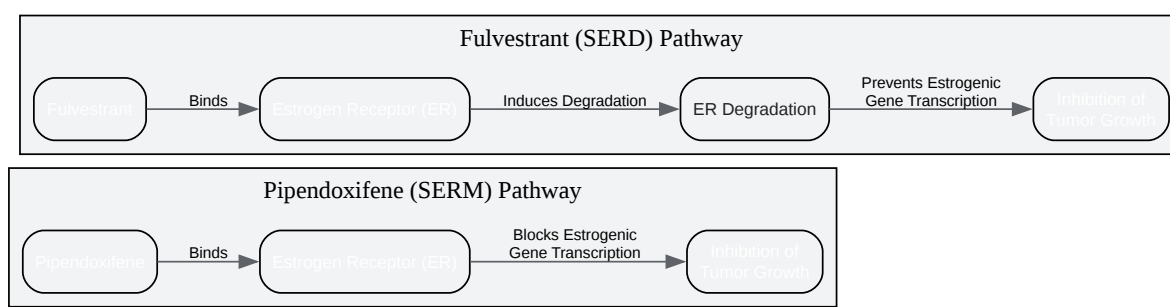 Fulvestrant (SERD) Pathway
Fulvestrant
Binds
Estrogen Receptor (ER)
Induces Degradation
ER Degradation
Prevents Estrogenic
Gene Transcription
Inhibition of
Tumor Growth
Pipendoxifene (SERM) Pathway
Pipendoxifene
Binds
Estrogen Receptor (ER)
Blocks Estrogenic
Gene Transcription
Inhibition of
Tumor Growth